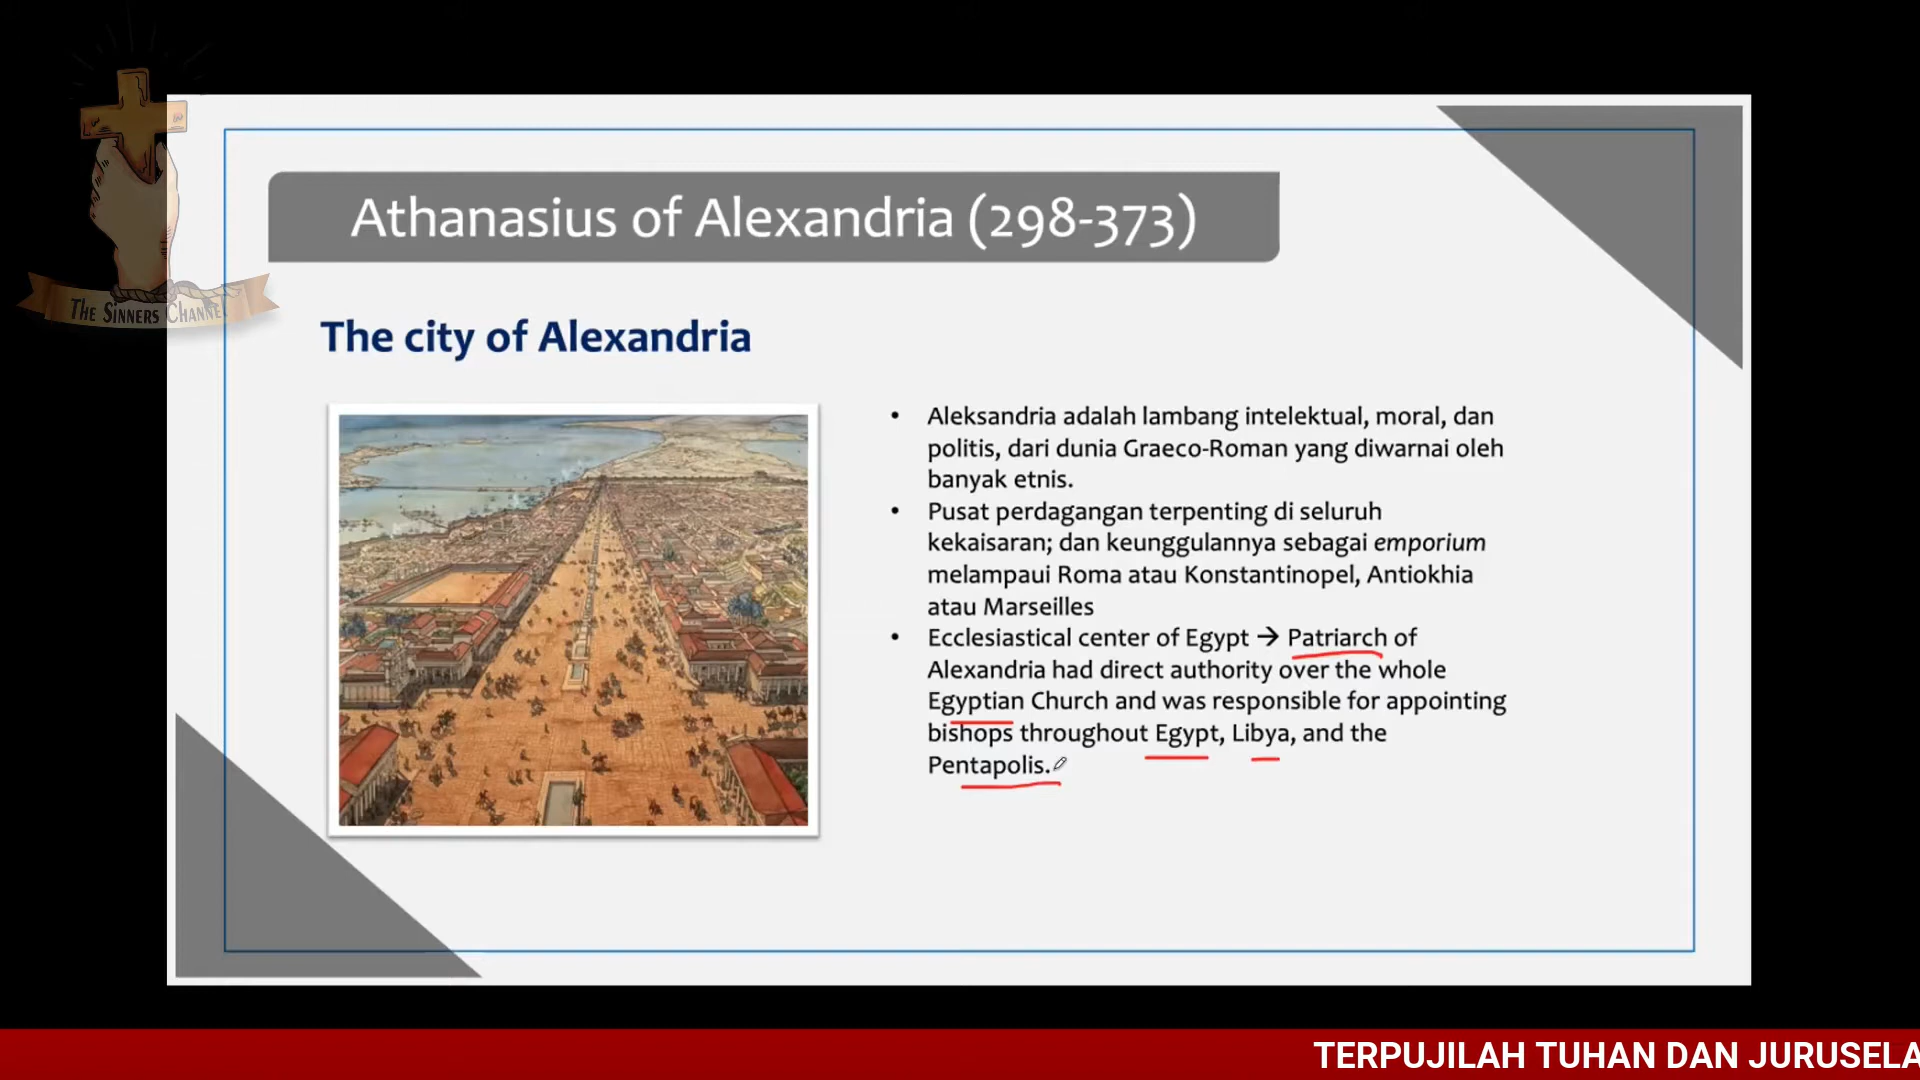 Athanasius of Alexandria (298-373)
THE SINNERS CHANNEL
The city of Alexandria
• Aleksandria adalah lambang intelektual, moral, dan
politis, dari dunia Graeco-Roman yang diwarnai oleh
banyak etnis.
• Pusat perdagangan terpenting di seluruh
kekaisaran; dan keunggulannya sebagai emporium
melampaui Roma atau Konstantinopel, Antiokhia
atau Marseilles
• Ecclesiastical center of Egypt → Patriarch of
Alexandria had direct authority over the whole
Egyptian Church and was responsible for appointing
bishops throughout Egypt, Libya, and the
Pentapolis.
TERPUJILAH TUHAN DAN JURUSELA